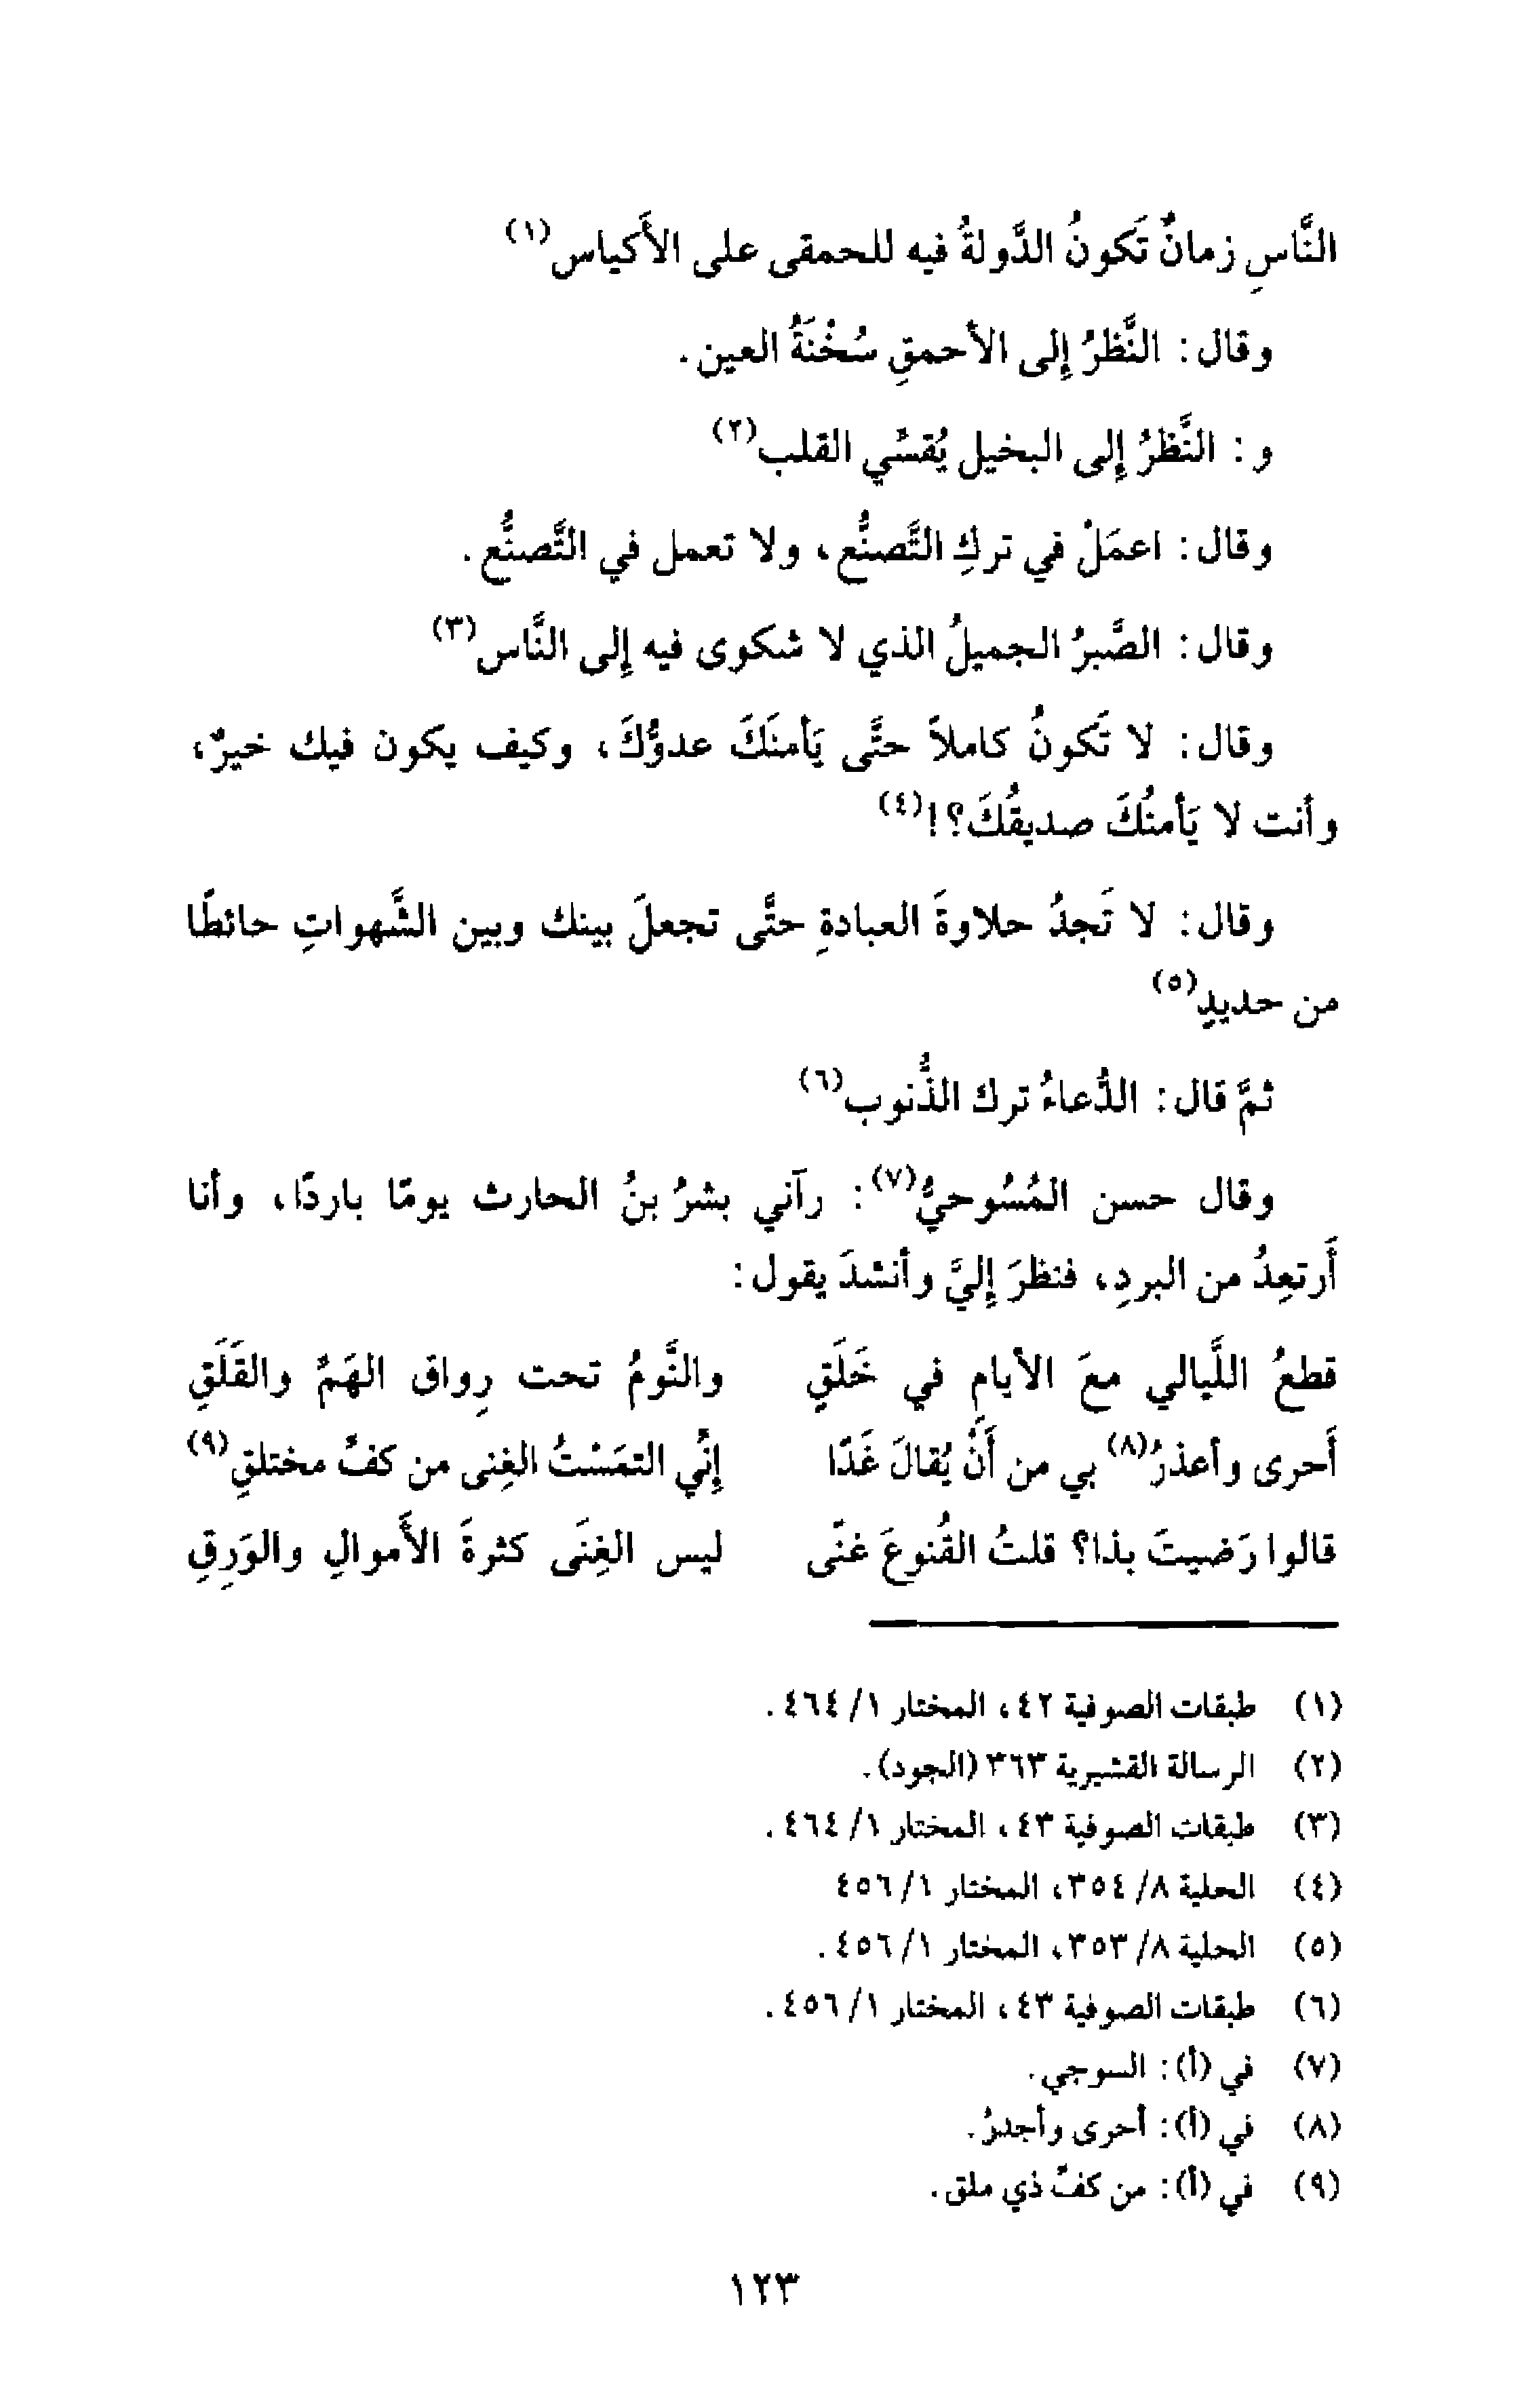 النَّاسِ زمانٌ تَكونُ الدَّولةُ فيه للحمقى على الأَكياس(١)
وقال: النَّظرُ إلى الأحمقِ سُخْنَةُ العين.
و: النَّظرُ إلى البخيل يُقسِّي القلب(٢)
وقال: اعمَلْ في تركِ التَّصنُّع، ولا تعمل في التَّصنُّع.
وقال: الصَّبرُ الجميلُ الذي لا شكوى فيه إلى النَّاس(٣)
وقال: لا تَكونُ كاملاً حتَّى يَأمنَكَ عدوُّكَ، وكيف يكون فيك خيرٌ،
وأنت لا يَأمنُكَ صديقُكَ؟!(٤)
وقال: لا تَجدُ حلاوةَ العبادةِ حتَّى تجعلَ بينك وبين الشَّهواتِ حائطًا
من حديدٍ(٥)
ثمَّ قال: الدُّعاءُ ترك الذُّنوب(٦)
وقال حسن المُسُوحيُّ(٧): رآني بشرُ بنُ الحارث يومًا باردًا، وأنا
أَرتعِدُ من البردِ، فنظرَ إليَّ وأنشدَ يقول:
قطعُ اللَّيالي معَ الأيامِ في خَلَقٍ والنَّومُ تحت رِواق الهَمِّ والقَلَقِ
أَحرى وأعذرُ(٨) بي من أَنْ يُقالَ غَدًا إنِّي التمَسْتُ الغِنى من كفِّ مختلقِ(٩)
قالوا رَضيتَ بذا؟ قلتُ القُنوعَ غنًى ليس الغِنَى كثرةَ الأَموالِ والوَرِقِ
(١) طبقات الصوفية ٤٢، المختار ١/ ٤٦٤.
(٢) الرسالة القشيرية ٣٦٣ (الجود).
(٣) طبقات الصوفية ٤٣، المختار ١/ ٤٦٤.
(٤) الحلية ٨/ ٣٥٤، المختار ١/ ٤٥٦
(٥) الحلية ٨/ ٣٥٣، المختار ١/ ٤٥٦.
(٦) طبقات الصوفية ٤٣، المختار ١/ ٤٥٦.
(٧) في (أ): السوجي.
(٨) في (أ): أحرى وأجدرُ.
(٩) في (أ): من كفِّ ذي ملق.
١٢٣